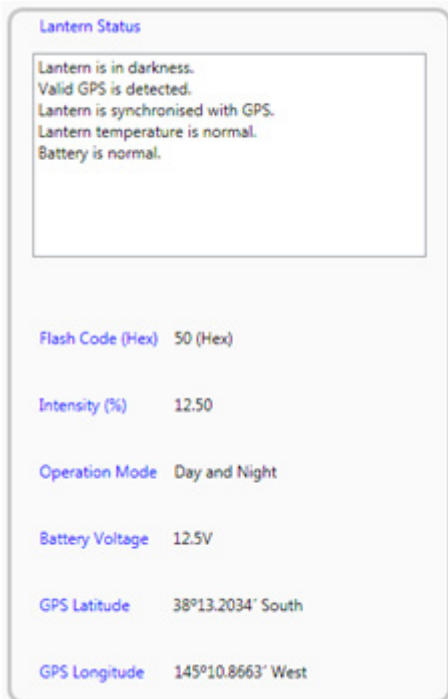 Lantern Status
Lantern is in darkness.
Valid GPS is detected.
Lantern is synchronised with GPS.
Lantern temperature is normal.
Battery is normal.
Flash Code (Hex) 50 (Hex)
Intensity (%) 12.50
Operation Mode Day and Night
Battery Voltage 12.5V
GPS Latitude 38º13.2034´ South
GPS Longitude 145º10.8663´ West